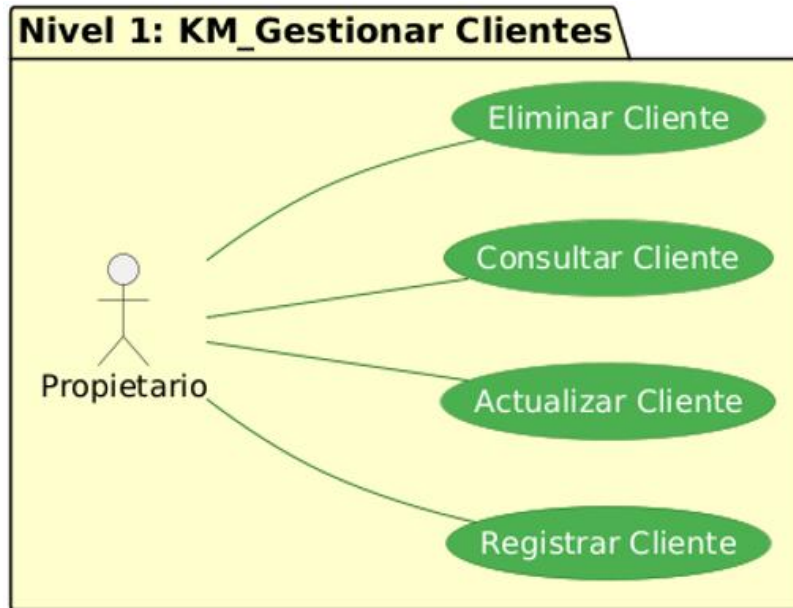 Nivel 1: KM_Gestionar Clientes
Eliminar Cliente
Consultar Cliente
Propietario
Actualizar Cliente
Registrar Cliente